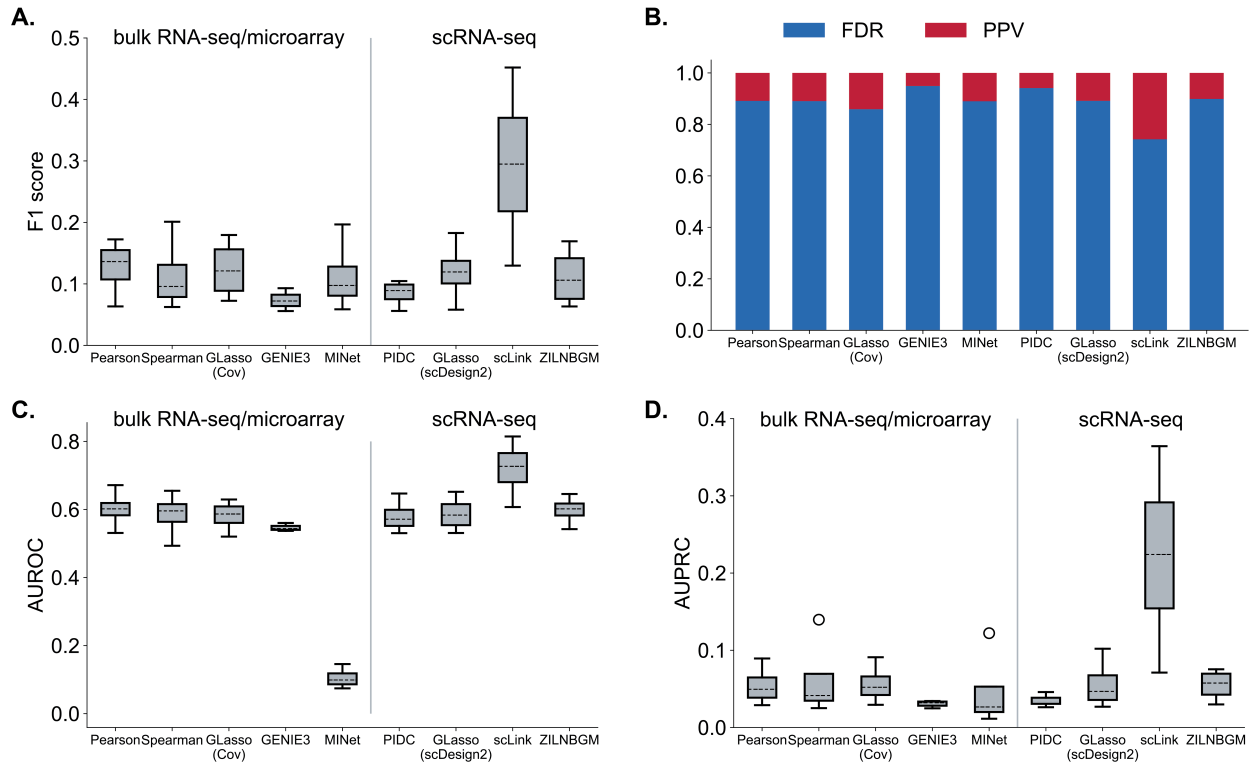 A.
bulk RNA-seq/microarray
scRNA-seq
F1 score
0.5
0.4
0.3
0.2
0.1
0.0
Pearson Spearman GLasso GENIE3 MINet PIDC GLasso scLink ZILNBGM
(Cov) (scDesign2)
B.
FDR PPV
1.0
0.8
0.6
0.4
0.2
0.0
Pearson Spearman GLasso GENIE3 MINet PIDC GLasso scLink ZILNBGM
(Cov) (scDesign2)
C.
bulk RNA-seq/microarray
scRNA-seq
AUROC
0.8
0.6
0.4
0.2
0.0
Pearson Spearman GLasso GENIE3 MINet PIDC GLasso scLink ZILNBGM
(Cov) (scDesign2)
D.
bulk RNA-seq/microarray
scRNA-seq
AUPRC
0.4
0.3
0.2
0.1
0.0
Pearson Spearman GLasso GENIE3 MINet PIDC GLasso scLink ZILNBGM
(Cov) (scDesign2)